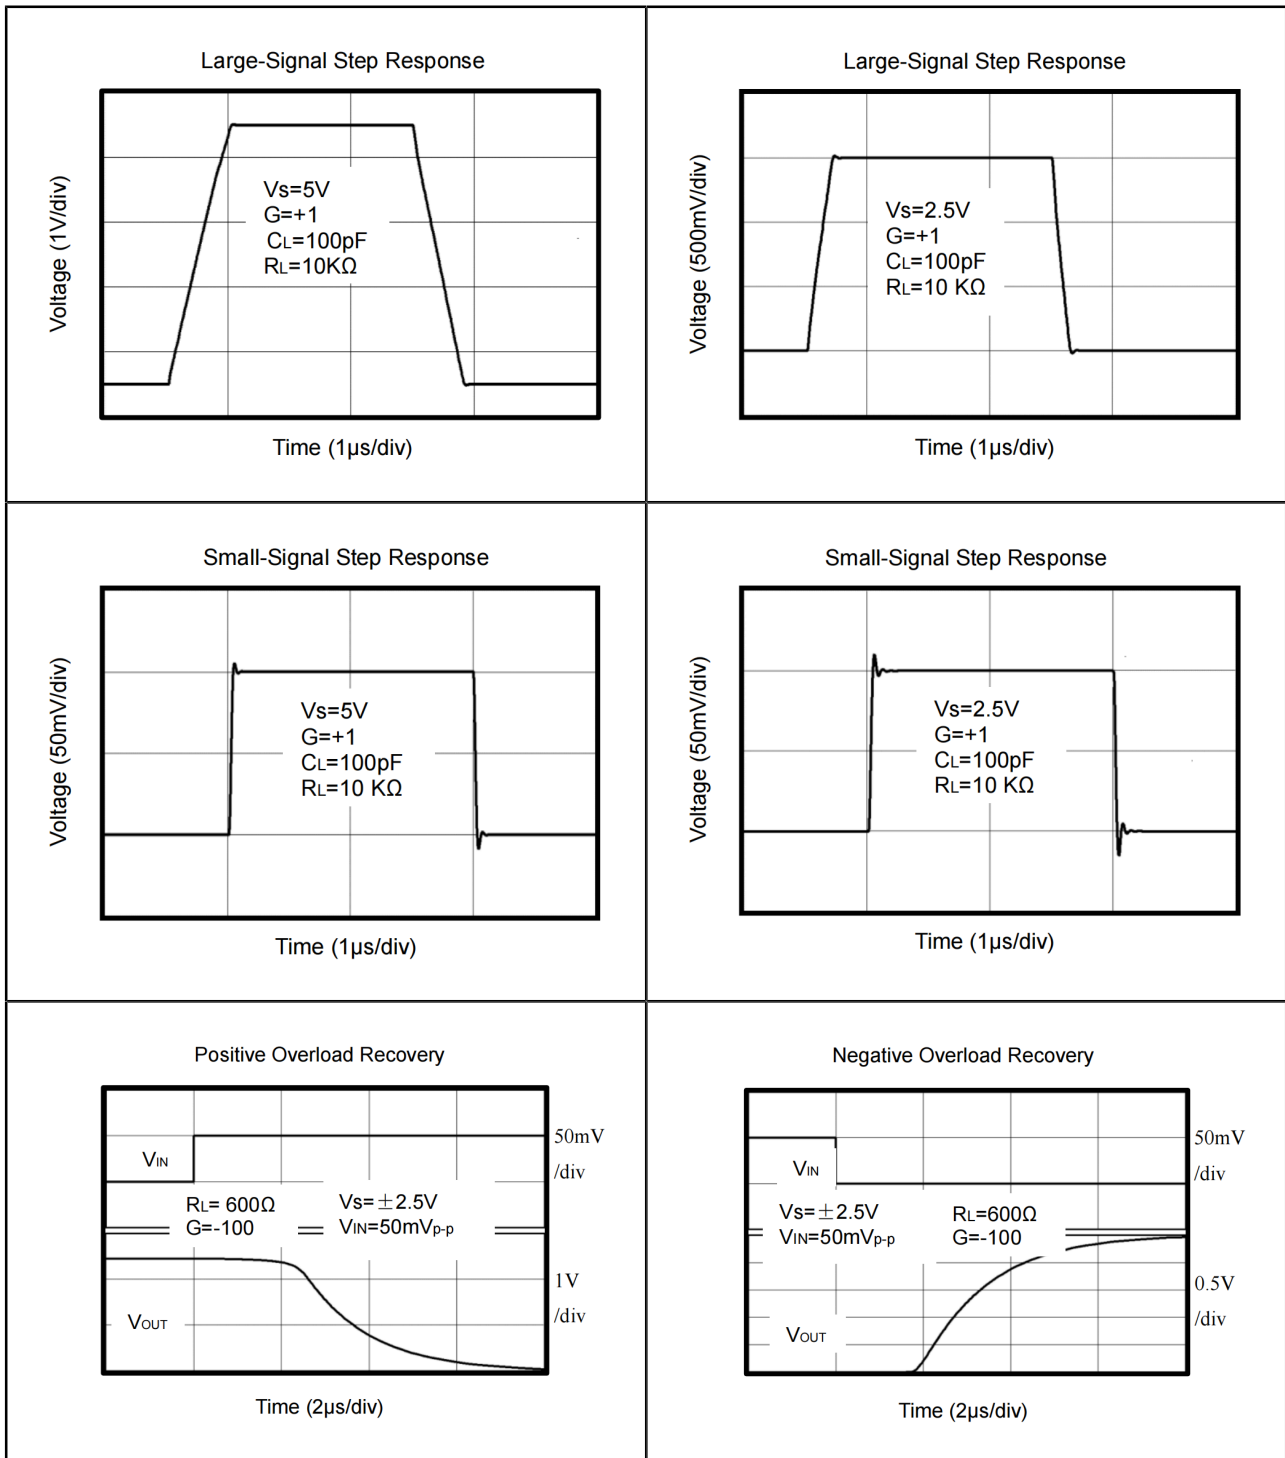 Large-Signal Step Response
Voltage (1V/div)
Vs=5V
G=+1
CL=100pF
RL=10KΩ
Time (1µs/div)
Large-Signal Step Response
Voltage (500mV/div)
Vs=2.5V
G=+1
CL=100pF
RL=10 KΩ
Time (1µs/div)
Small-Signal Step Response
Voltage (50mV/div)
Vs=5V
G=+1
CL=100pF
RL=10 KΩ
Time (1µs/div)
Small-Signal Step Response
Voltage (50mV/div)
Vs=2.5V
G=+1
CL=100pF
RL=10 KΩ
Time (1µs/div)
Positive Overload Recovery
50mV
/div
VIN
RL= 600Ω
G=-100
Vs=±2.5V
VIN=50mVp-p
1V
/div
VOUT
Time (2µs/div)
Negative Overload Recovery
50mV
/div
VIN
Vs=±2.5V
VIN=50mVp-p
RL=600Ω
G=-100
0.5V
/div
VOUT
Time (2µs/div)